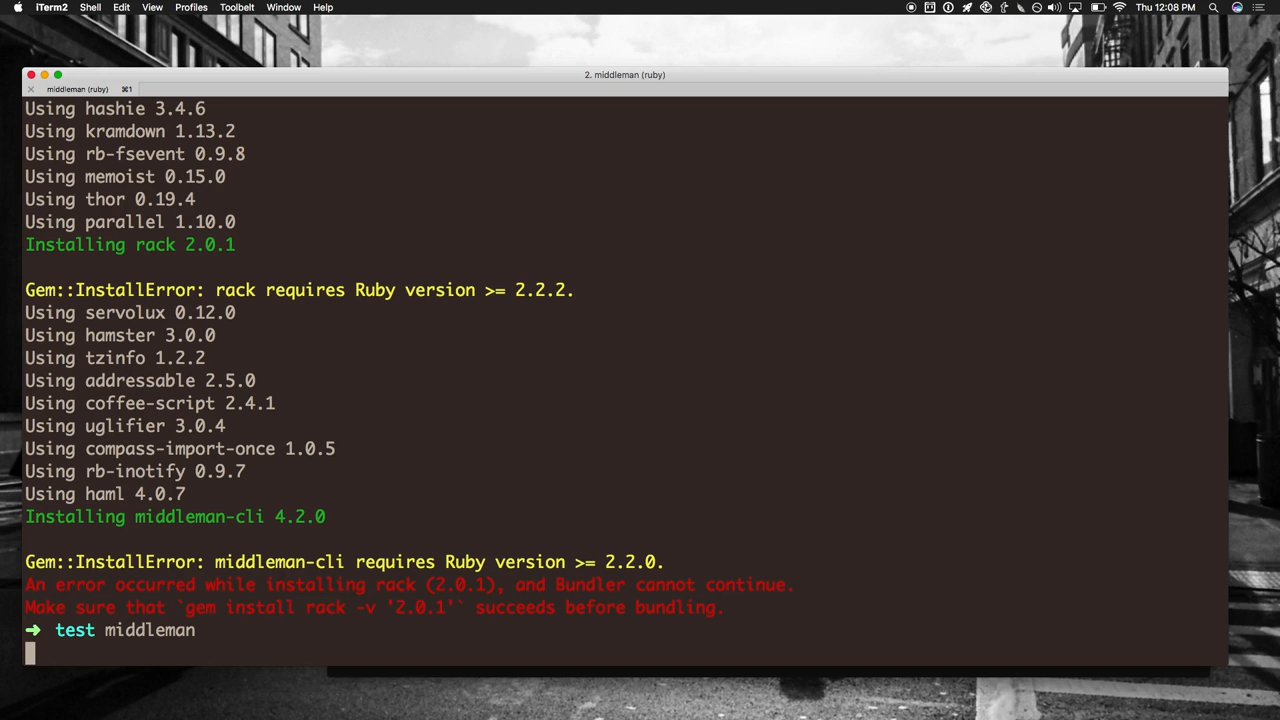 iTerm2 Shell Edit View Profiles Toolbelt Window Help Thu 12:08 PM
2. middleman (ruby)
middleman (ruby) ⌘1
Using hashie 3.4.6
Using kramdown 1.13.2
Using rb-fsevent 0.9.8
Using memoist 0.15.0
Using thor 0.19.4
Using parallel 1.10.0
Installing rack 2.0.1
Gem::InstallError: rack requires Ruby version >= 2.2.2.
Using servolux 0.12.0
Using hamster 3.0.0
Using tzinfo 1.2.2
Using addressable 2.5.0
Using coffee-script 2.4.1
Using uglifier 3.0.4
Using compass-import-once 1.0.5
Using rb-inotify 0.9.7
Using haml 4.0.7
Installing middleman-cli 4.2.0
Gem::InstallError: middleman-cli requires Ruby version >= 2.2.0.
An error occurred while installing rack (2.0.1), and Bundler cannot continue.
Make sure that `gem install rack -v '2.0.1'` succeeds before bundling.
➜ test middleman